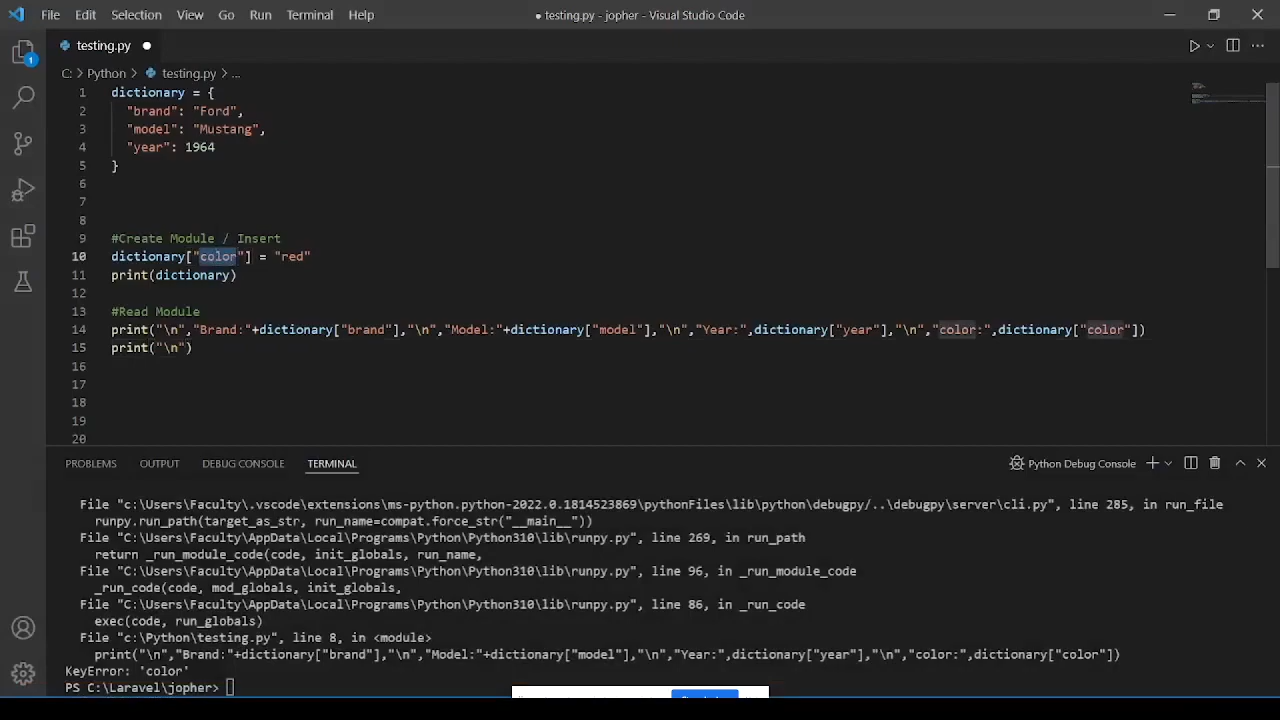 File Edit Selection View Go Run Terminal Help ● testing.py - jopher - Visual Studio Code
testing.py ●
C: > Python > testing.py > ...
1 dictionary = {
2 "brand": "Ford",
3 "model": "Mustang",
4 "year": 1964
5 }
6
7
8
9 #Create Module / Insert
10 dictionary["color"] = "red"
11 print(dictionary)
12
13 #Read Module
14 print("\n","Brand:"+dictionary["brand"],"\n","Model:"+dictionary["model"],"\n","Year:",dictionary["year"],"\n","color:",dictionary["color"])
15 print("\n")
16
17
18
19
20
1
PROBLEMS OUTPUT DEBUG CONSOLE TERMINAL Python Debug Console
File "c:\Users\Faculty\.vscode\extensions\ms-python.python-2022.0.1814523869\pythonFiles\lib\python\debugpy/..\debugpy\server\cli.py", line 285, in run_file
runpy.run_path(target_as_str, run_name=compat.force_str("__main__"))
File "C:\Users\Faculty\AppData\Local\Programs\Python\Python310\lib\runpy.py", line 269, in run_path
return _run_module_code(code, init_globals, run_name,
File "C:\Users\Faculty\AppData\Local\Programs\Python\Python310\lib\runpy.py", line 96, in _run_module_code
_run_code(code, mod_globals, init_globals,
File "C:\Users\Faculty\AppData\Local\Programs\Python\Python310\lib\runpy.py", line 86, in _run_code
exec(code, run_globals)
File "c:\Python\testing.py", line 8, in <module>
print("\n","Brand:"+dictionary["brand"],"\n","Model:"+dictionary["model"],"\n","Year:",dictionary["year"],"\n","color:",dictionary["color"])
KeyError: 'color'
PS C:\Laravel\jopher>